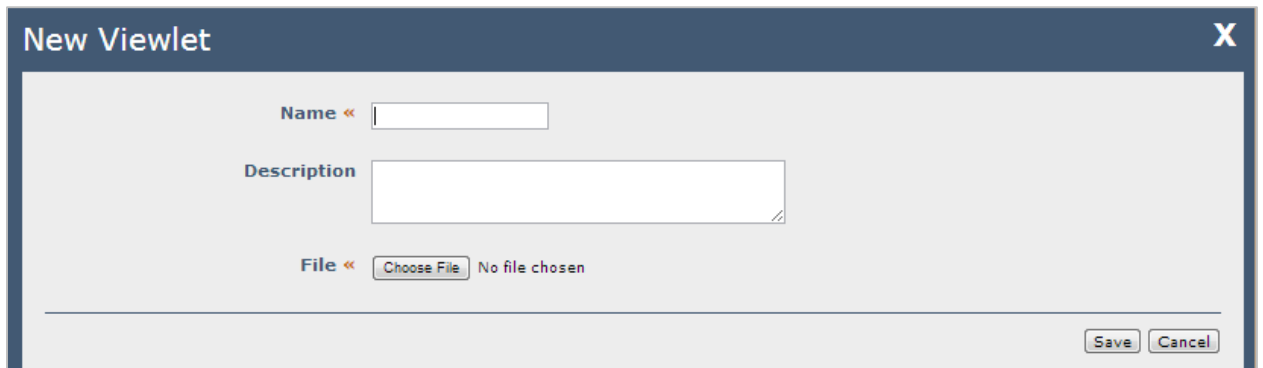 New Viewlet X
Name «
Description
File « Choose File No file chosen
Save Cancel